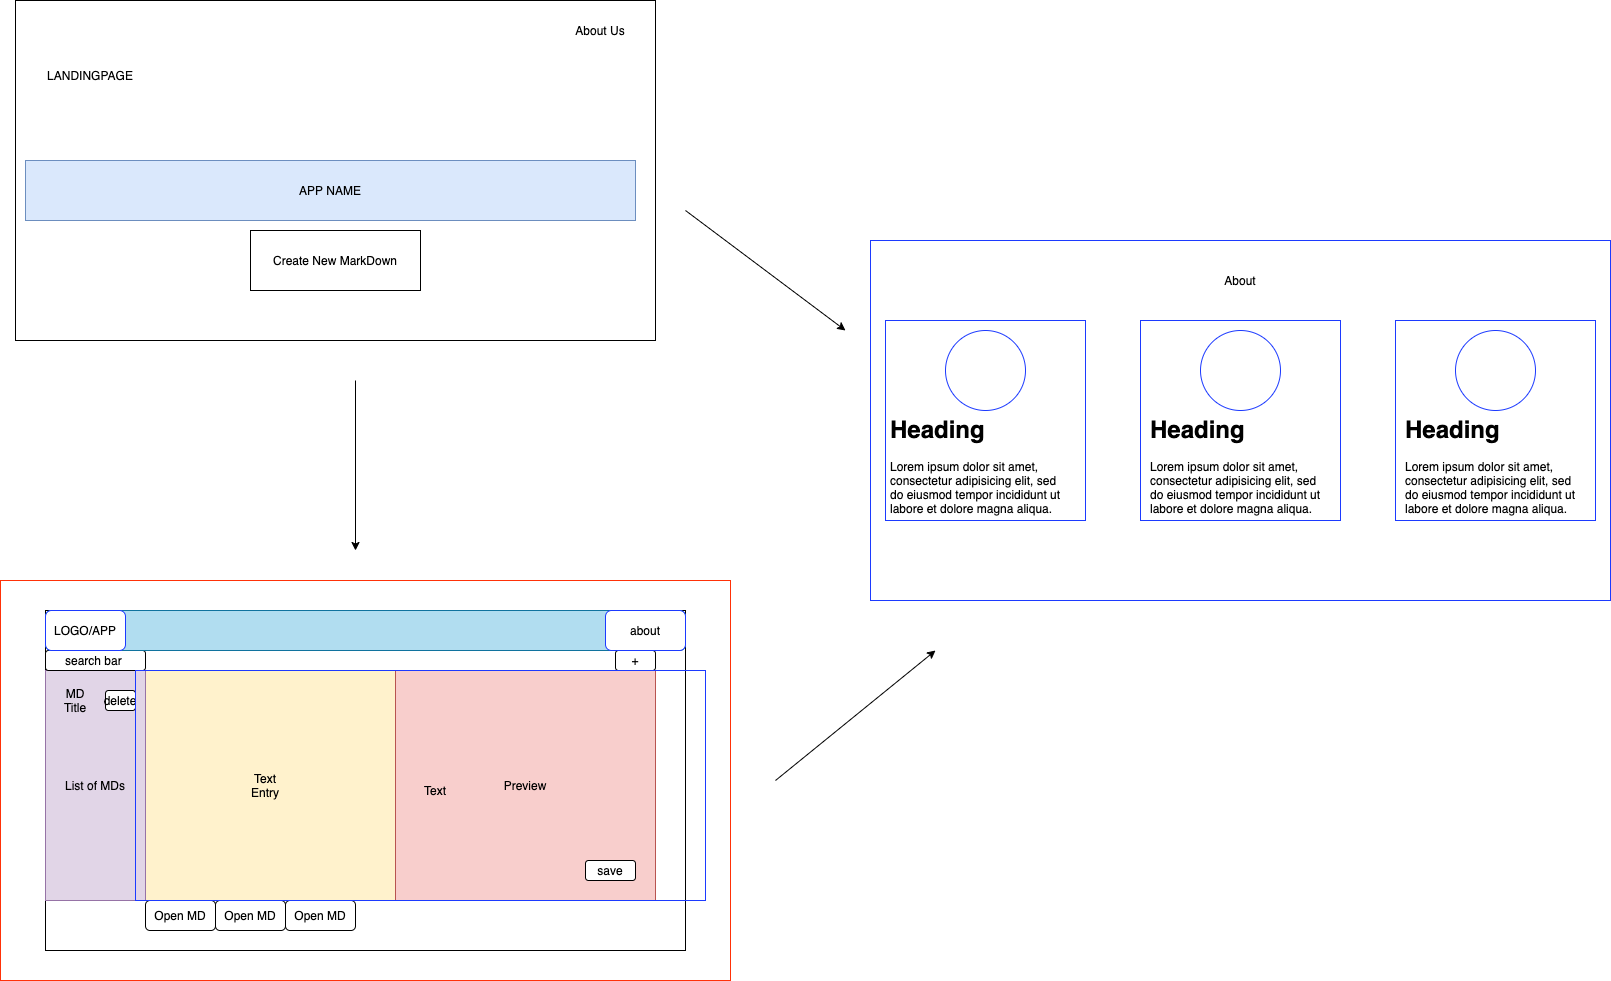 About Us
LANDINGPAGE
APP NAME
Create New MarkDown
About
Heading
Lorem ipsum dolor sit amet,
consectetur adipisicing elit, sed
do eiusmod tempor incididunt ut
labore et dolore magna aliqua.
Heading
Lorem ipsum dolor sit amet,
consectetur adipisicing elit, sed
do eiusmod tempor incididunt ut
labore et dolore magna aliqua.
Heading
Lorem ipsum dolor sit amet,
consectetur adipisicing elit, sed
do eiusmod tempor incididunt ut
labore et dolore magna aliqua.
LOGO/APP
about
search bar
+
MD
Title
delete
List of MDs
Text
Entry
Text
Preview
save
Open MD
Open MD
Open MD